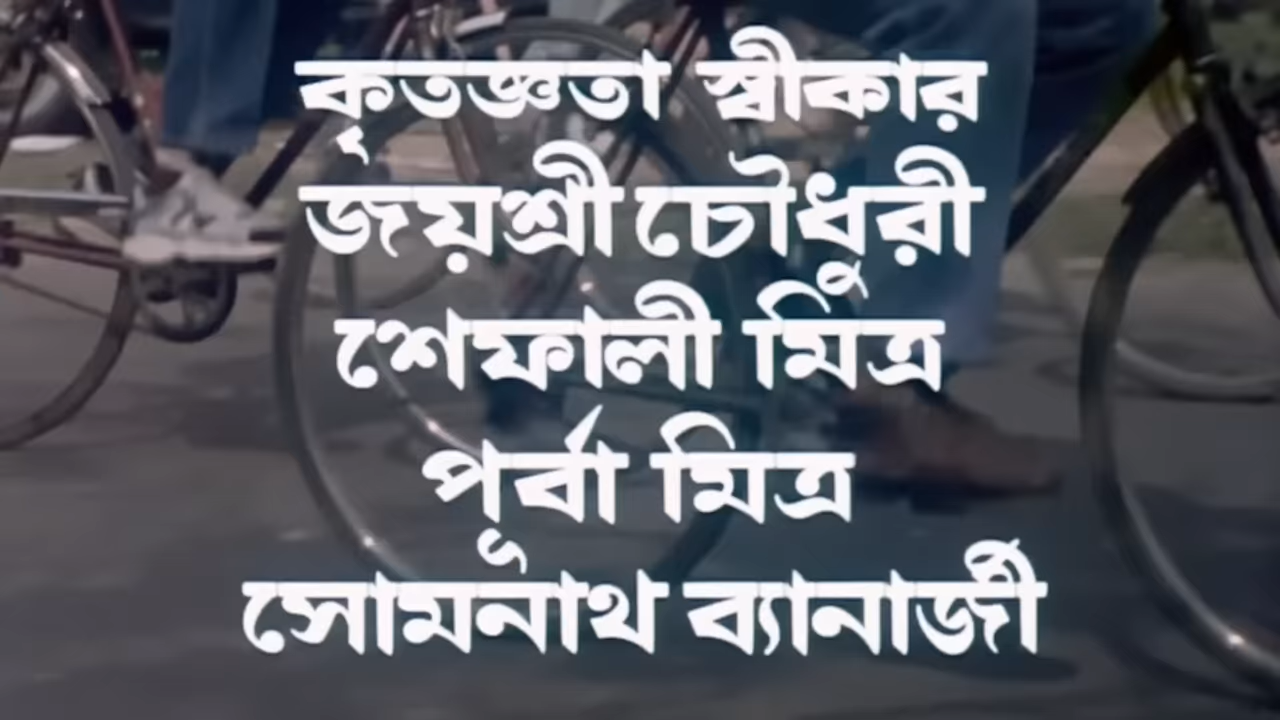 কৃতজ্ঞতা স্বীকার
জয়শ্রী চৌধুরী
শেফালী মিত্র
পূর্বা মিত্র
সোমনাথ ব্যানার্জী